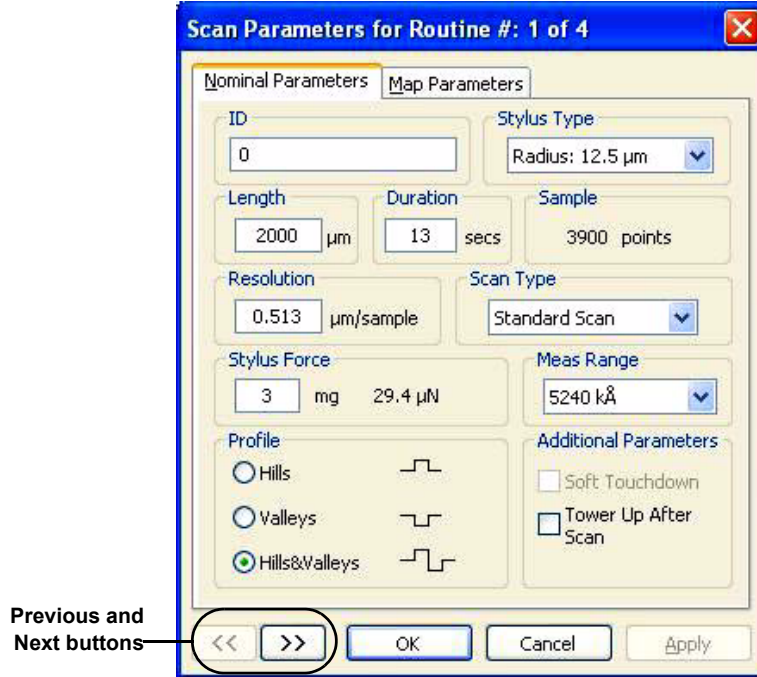 Scan Parameters for Routine #: 1 of 4
Nominal Parameters Map Parameters
ID Stylus Type
0 Radius: 12.5 µm
Length Duration Sample
2000 µm 13 secs 3900 points
Resolution Scan Type
0.513 µm/sample Standard Scan
Stylus Force Meas Range
3 mg 29.4 µN 5240 kÅ
Profile Additional Parameters
Hills Soft Touchdown
Valleys Tower Up After
Scan
Hills&Valleys
Previous and
Next buttons
<< >> OK Cancel Apply